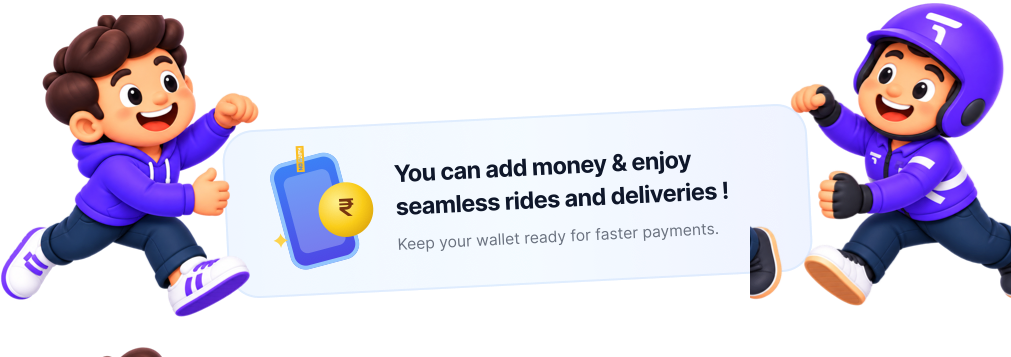 You can add money & enjoy
seamless rides and deliveries !
Keep your wallet ready for faster payments.
₹